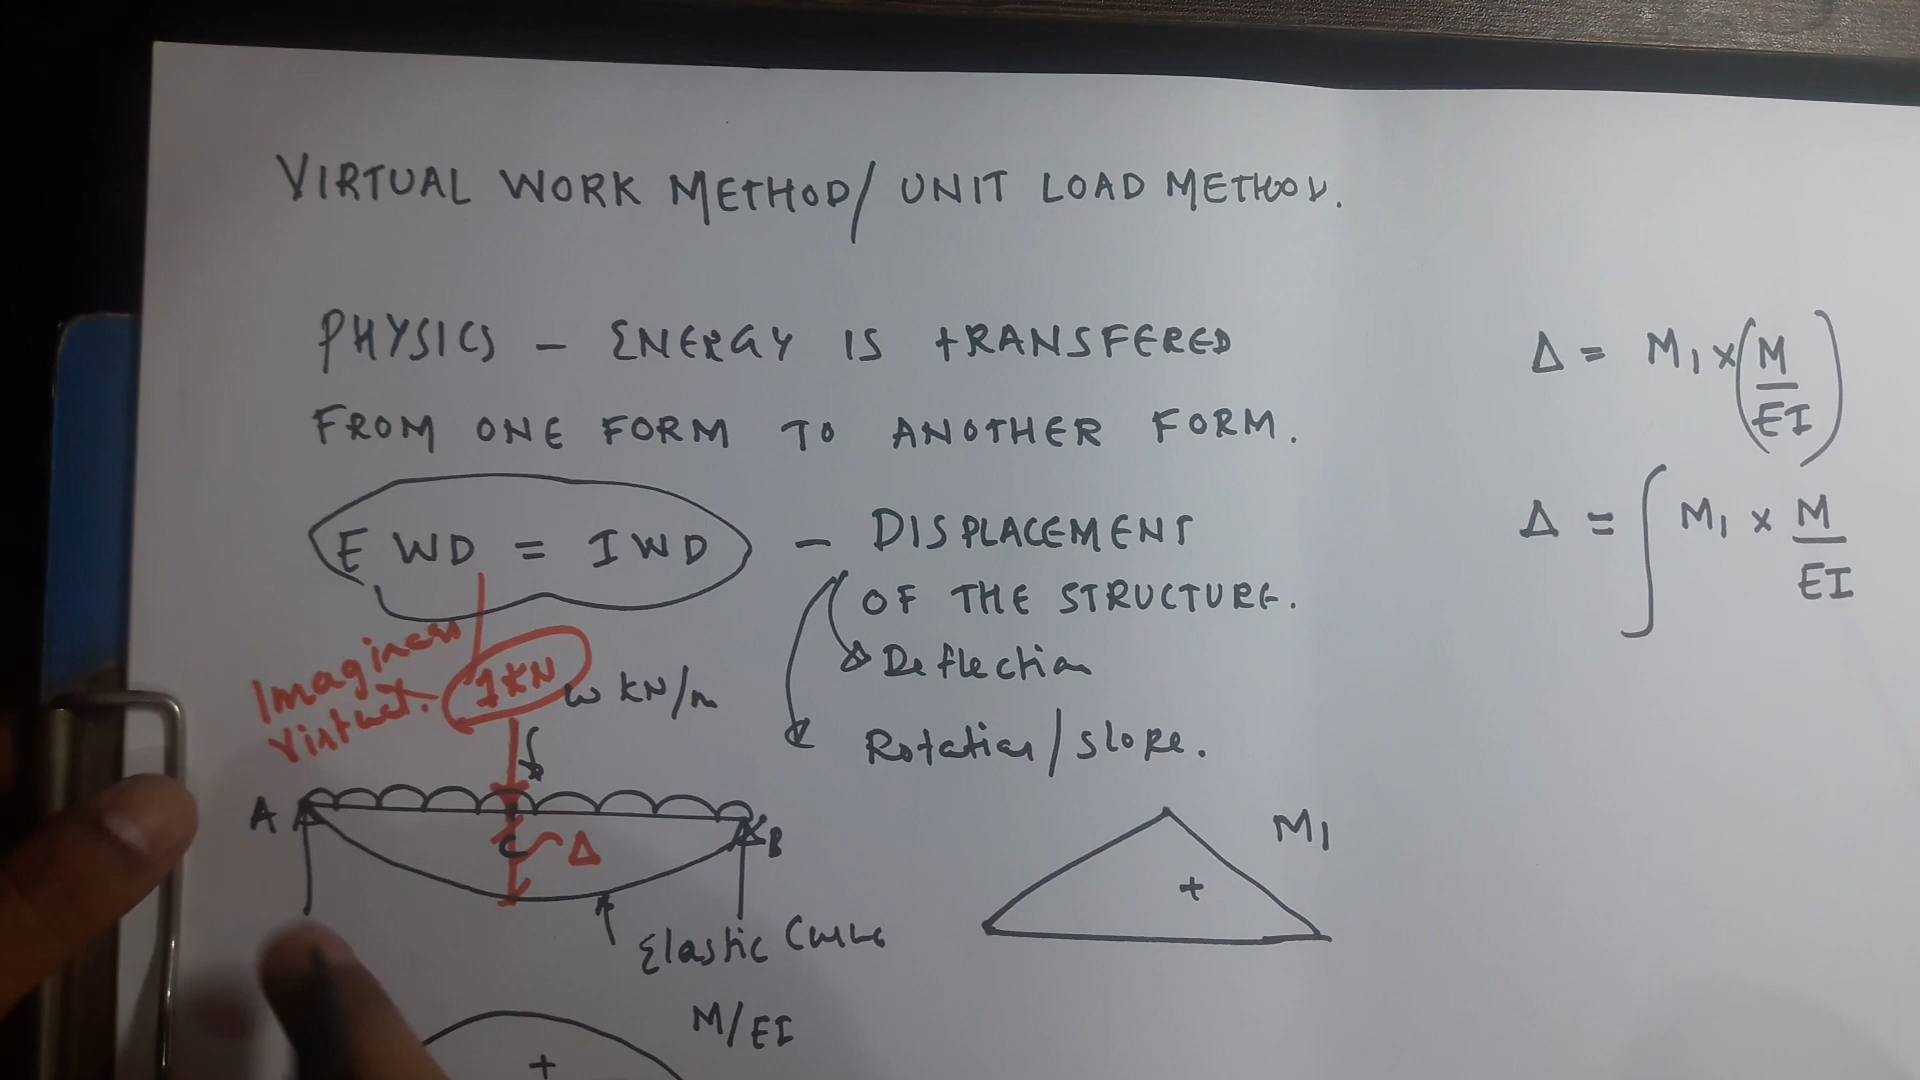 VIRTUAL WORK METHOD/ UNIT LOAD METHOD.
PHYSICS – ENERGY IS TRANSFERED
FROM ONE FORM TO ANOTHER FORM.
EWD = IWD – DISPLACEMENT
OF THE STRUCTURE.
Deflection
Rotation/slope.
Imaginary
Virtual.
1KN
w kN/m
A
C
Δ
B
Elastic Curve
M/EI
+
M1
+
Δ = M1 × (M/EI)
Δ = ∫ M1 × M/EI